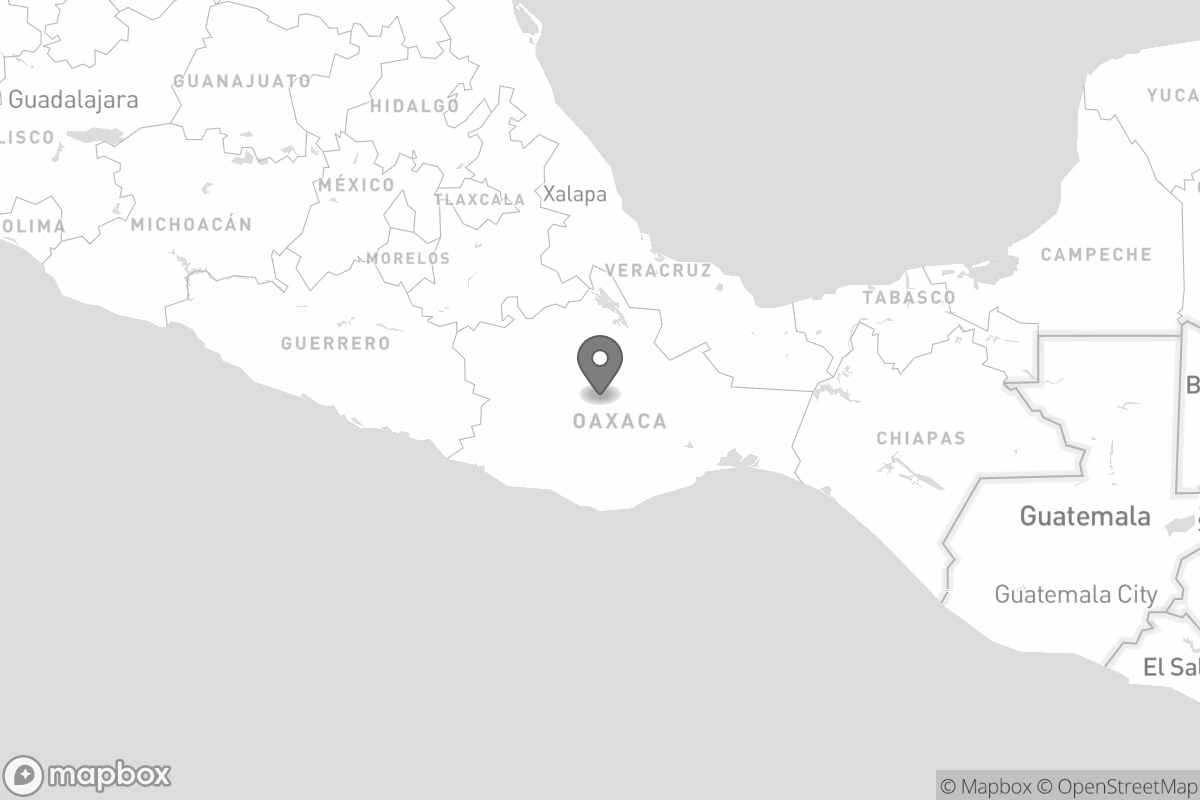 GUANAJUATO
Guadalajara
HIDALGO
YUCA
LISCO
MÉXICO
TLAXCALA
Xalapa
OLIMA
MICHOACÁN
MORELOS
VERACRUZ
CAMPECHE
TABASCO
GUERRERO
B
OAXACA
CHIAPAS
Guatemala
Guatemala City
El Sal
mapbox
© Mapbox © OpenStreetMap